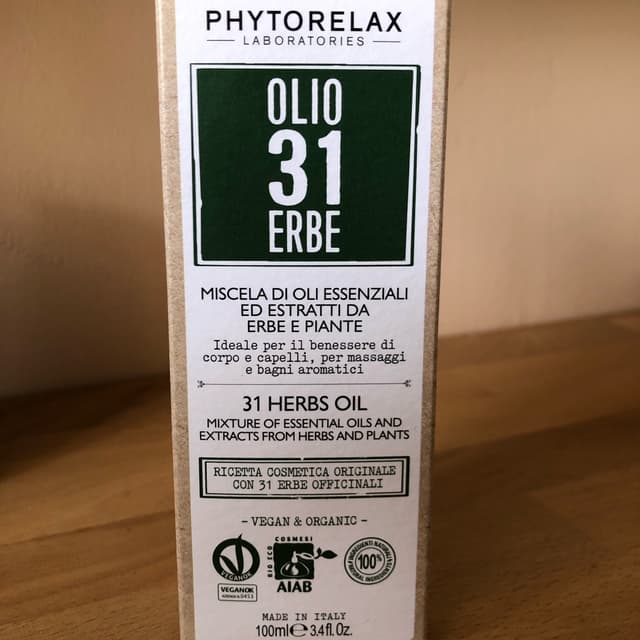 PHYTORELAX
LABORATORIES
OLIO
31
ERBE
MISCELA DI OLI ESSENZIALI
ED ESTRATTI DA
ERBE E PIANTE
Ideale per il benessere di
corpo e capelli, per massaggi
e bagni aromatici
31 HERBS OIL
MIXTURE OF ESSENTIAL OILS AND
EXTRACTS FROM HERBS AND PLANTS
RICETTA COSMETICA ORIGINALE
CON 31 ERBE OFFICINALI
- VEGAN & ORGANIC -
VEGANOK
VEGANOK
BIO ECO COSMESI
AIAB
100%
MADE IN ITALY
100ml e 3.4fl.oz.